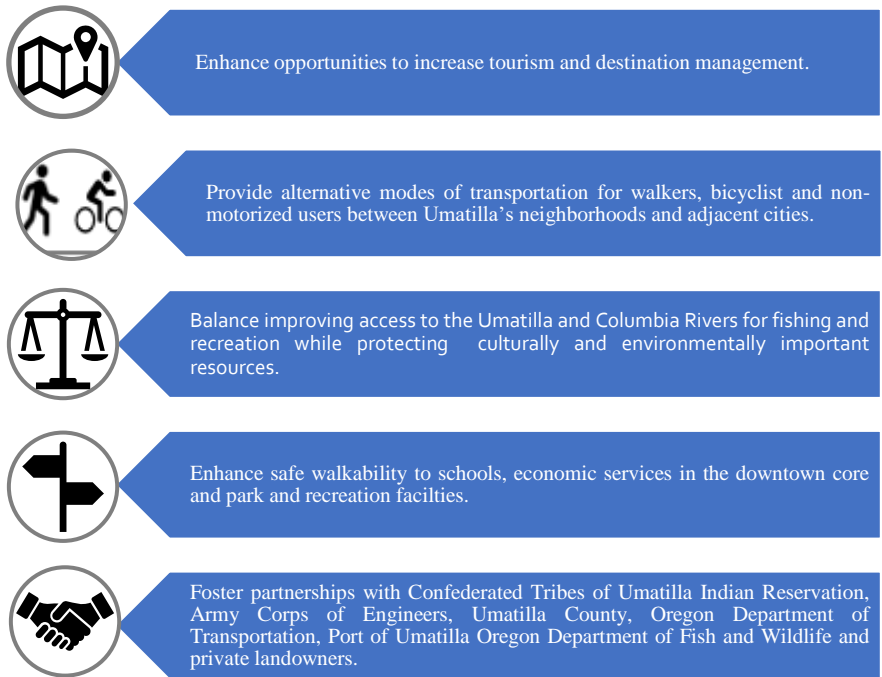 Enhance opportunities to increase tourism and destination management.
Provide alternative modes of transportation for walkers, bicyclist and non-
motorized users between Umatilla’s neighborhoods and adjacent cities.
Balance improving access to the Umatilla and Columbia Rivers for fishing and
recreation while protecting culturally and environmentally important
resources.
Enhance safe walkability to schools, economic services in the downtown core
and park and recreation facilties.
Foster partnerships with Confederated Tribes of Umatilla Indian Reservation,
Army Corps of Engineers, Umatilla County, Oregon Department of
Transportation, Port of Umatilla Oregon Department of Fish and Wildlife and
private landowners.